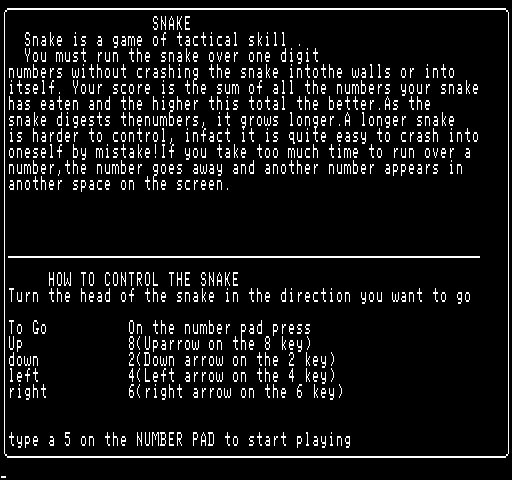 SNAKE
Snake is a game of tactical skill .
You must run the snake over one digit
numbers without crashing the snake intothe walls or into
itself. Your score is the sum of all the numbers your snake
has eaten and the higher this total the better.As the
snake digests thenumbers, it grows longer.A longer snake
is harder to control, infact it is quite easy to crash into
oneself by mistake!If you take too much time to run over a
number,the number goes away and another number appears in
another space on the screen.
HOW TO CONTROL THE SNAKE
Turn the head of the snake in the direction you want to go
To Go On the number pad press
Up 8(Uparrow on the 8 key)
down 2(Down arrow on the 2 key)
left 4(Left arrow on the 4 key)
right 6(right arrow on the 6 key)
type a 5 on the NUMBER PAD to start playing